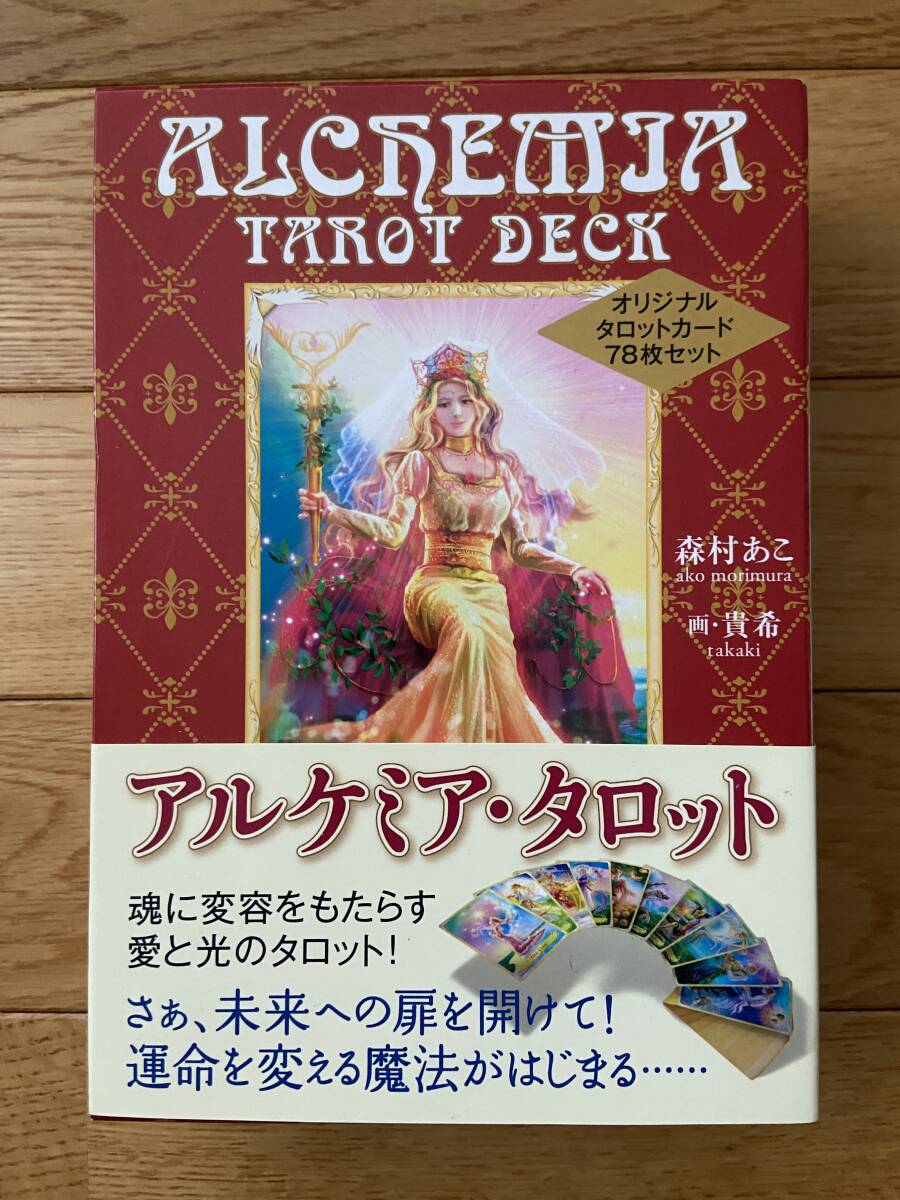 ALCHEMIA
TAROT DECK
オリジナル
タロットカード
78枚セット
森村あこ
ako morimura
画・貴希
takaki
アルケミア・タロット
魂に変容をもたらす
愛と光のタロット!
さぁ、未来への扉を開けて!
運命を変える魔法がはじまる……